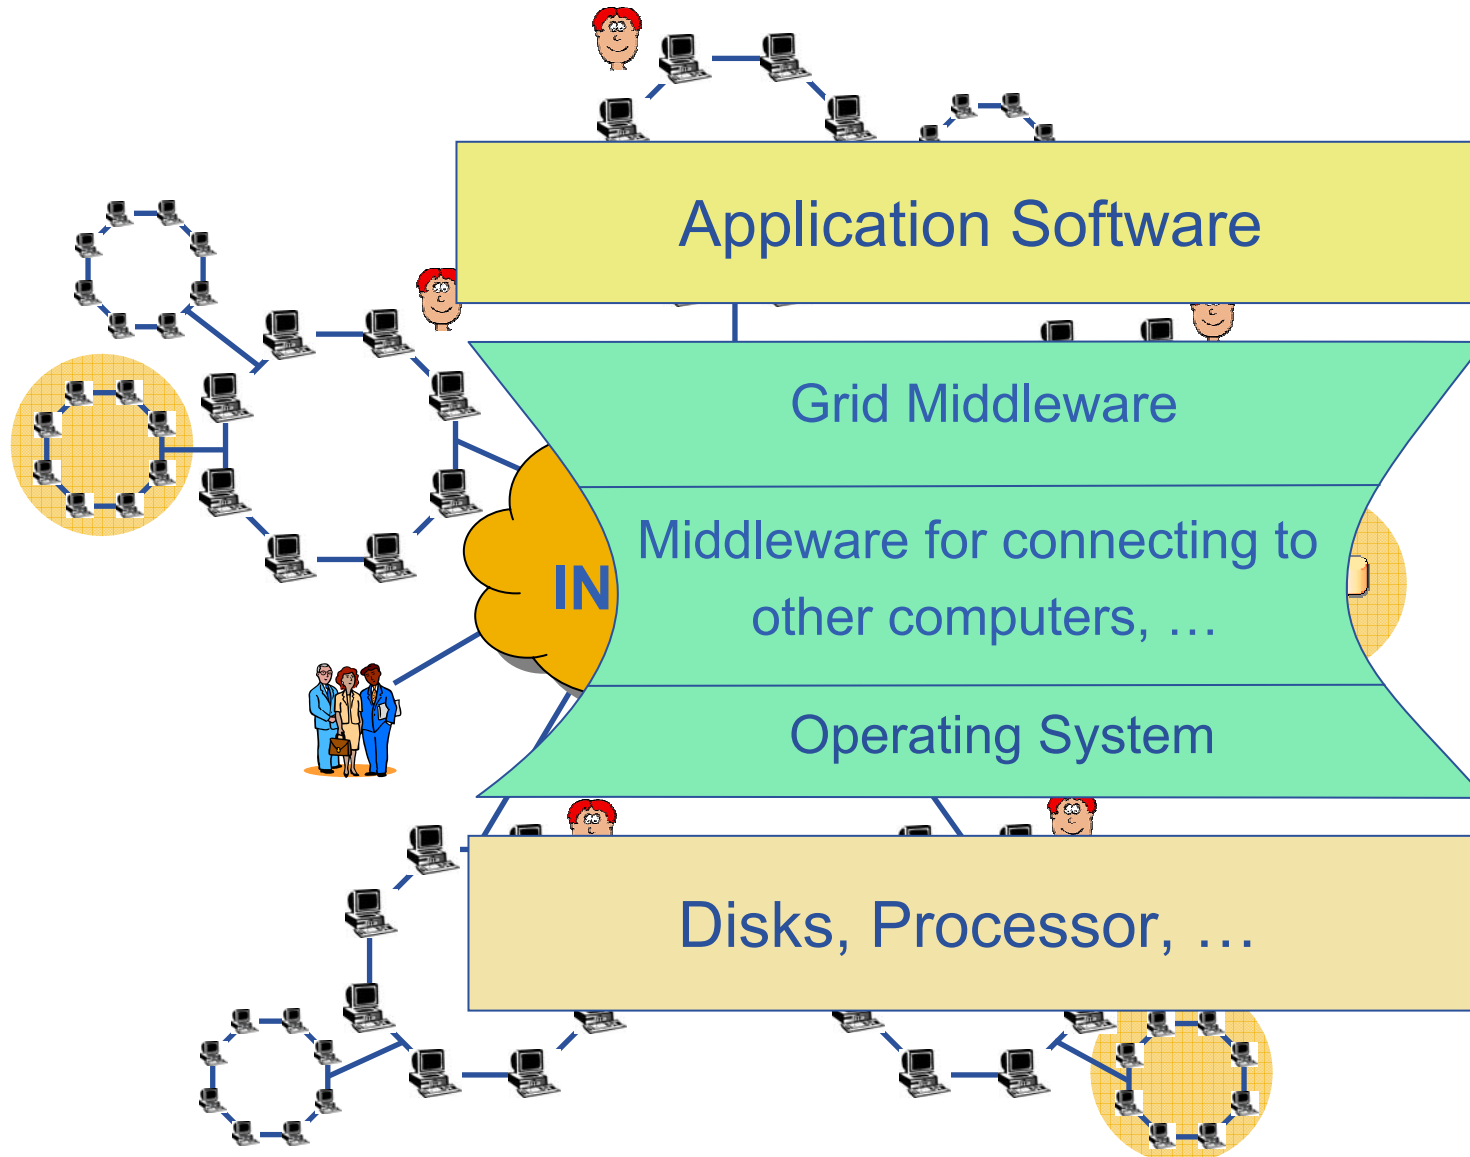 Application Software
Grid Middleware
Middleware for connecting to
other computers, …
IN
Operating System
Disks, Processor, …